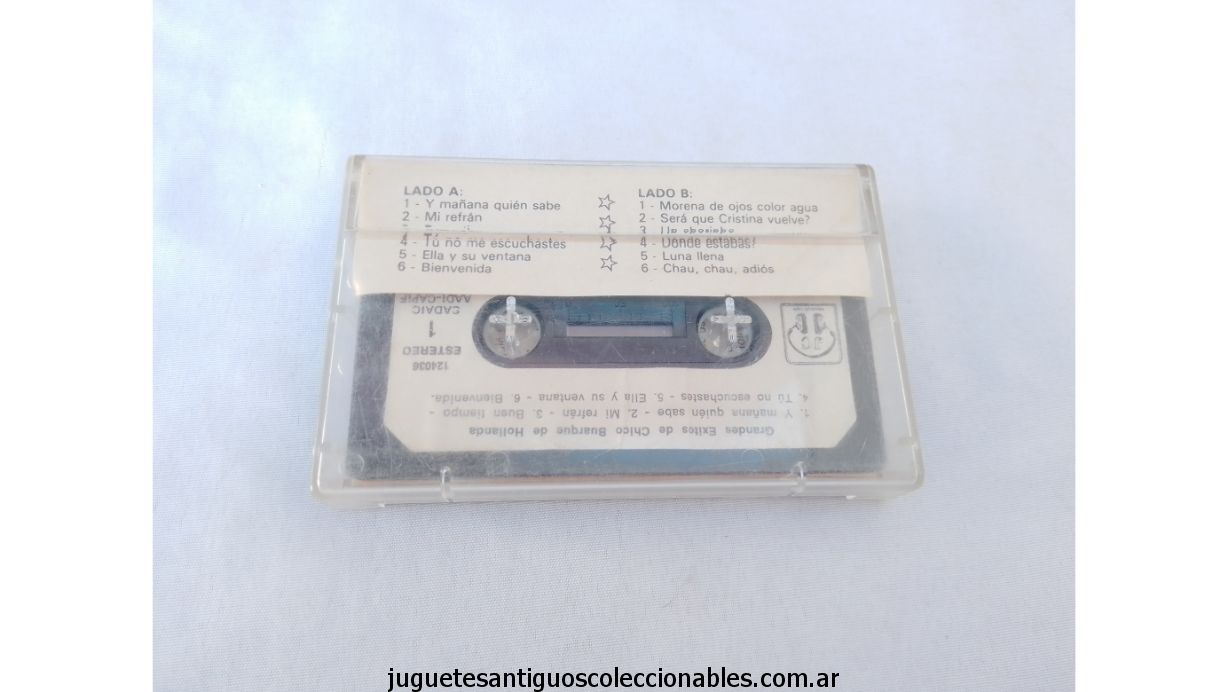 LADO A:
1 - Y mañana quién sabe
2 - Mi refrán
4 - Tú no me escuchastes
5 - Ella y su ventana
6 - Bienvenida
LADO B:
1 - Morena de ojos color agua
2 - Será que Cristina vuelve?
4 - Dónde estabas?
5 - Luna llena
6 - Chau, chau, adiós
Grandes Exitos de Chico Buarque de Hollanda
1. Y mañana quién sabe - 2. Mi refrán - 3. Buen tiempo -
4. Tú no escuchastes - 5. Ella y su ventana - 6. Bienvenida.
124036
ESTEREO
1
SADAIC
AADI-CAPIF
juguetesantiguoscoleccionables.com.ar